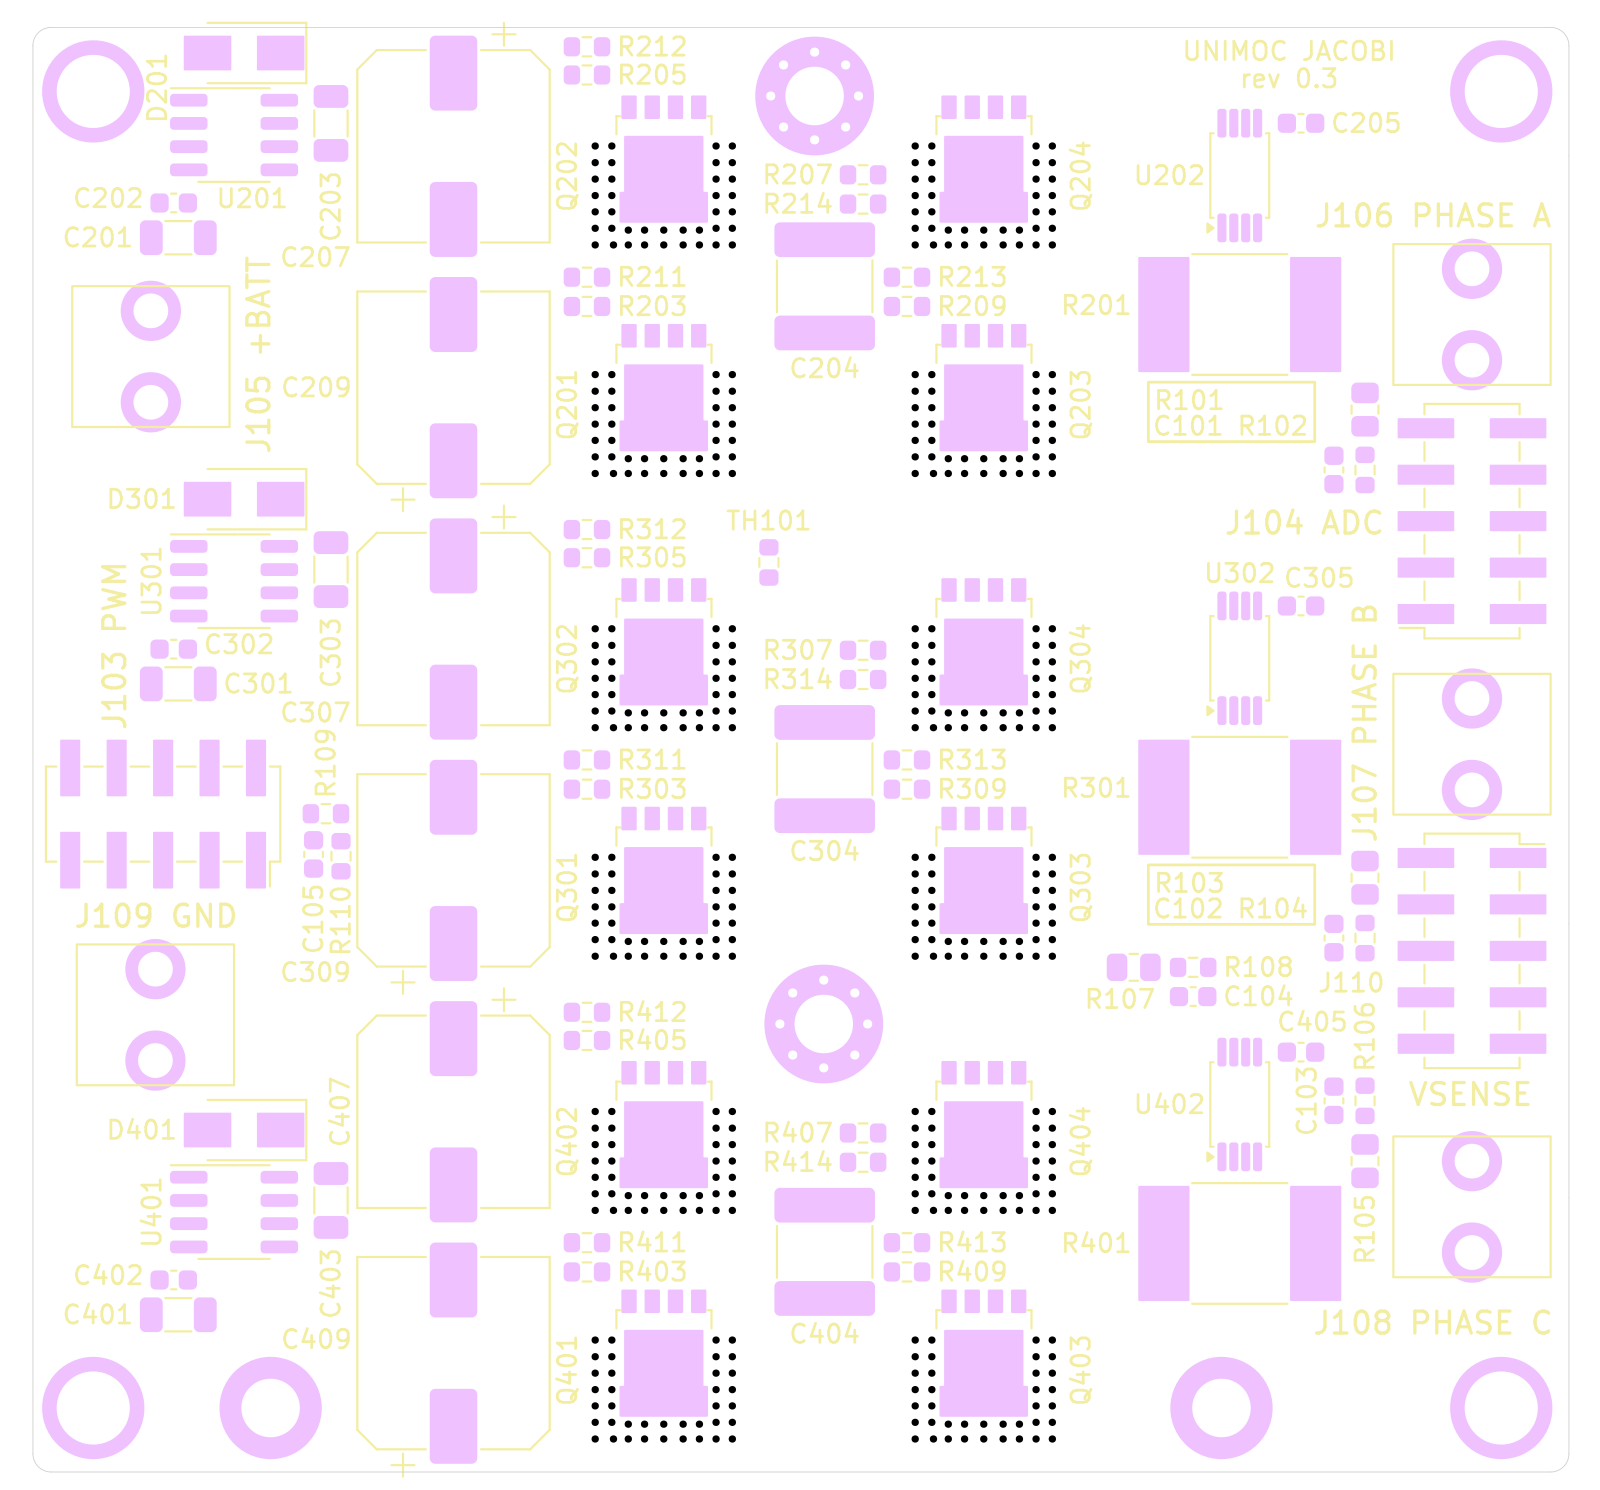 UNIMOC JACOBI
rev 0.3
R212
R205
D201
C205
Q202
Q204
U202
R207
R214
C202
U201
C203
C201
J106 PHASE A
C207
J105 +BATT
R211
R203
R213
R209
R201
C204
C209
Q201
Q203
R101
C101 R102
D301
TH101
J104 ADC
R312
R305
U301
U302
C305
J103 PWM
C302
C303
C301
Q302
Q304
R307
R314
J107 PHASE B
C307
R109
R311
R303
R313
R309
R301
C304
Q301
Q303
R103
C102 R104
J109 GND
C105
R110
C309
R108
R107
C104
J110
R412
R405
C405
R106
VSENSE
C407
D401
Q402
Q404
U402
C103
R407
R414
U401
R105
R411
R403
R413
R409
R401
C402
C403
C401
C409
C404
J108 PHASE C
Q401
Q403